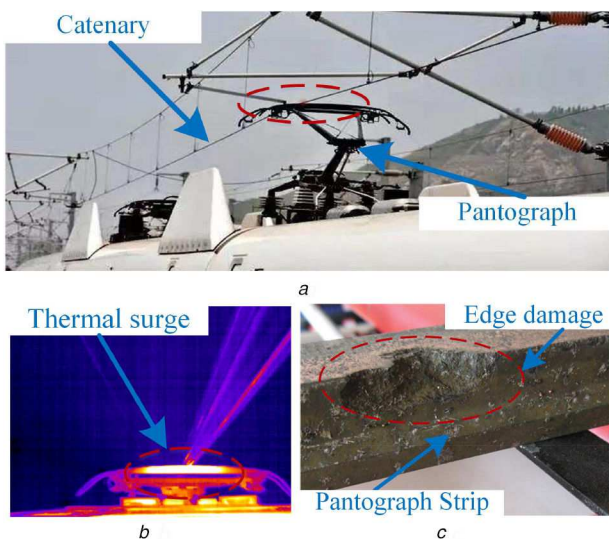 Catenary
Pantograph
a
Thermal surge
Edge damage
Pantograph Strip
b
c